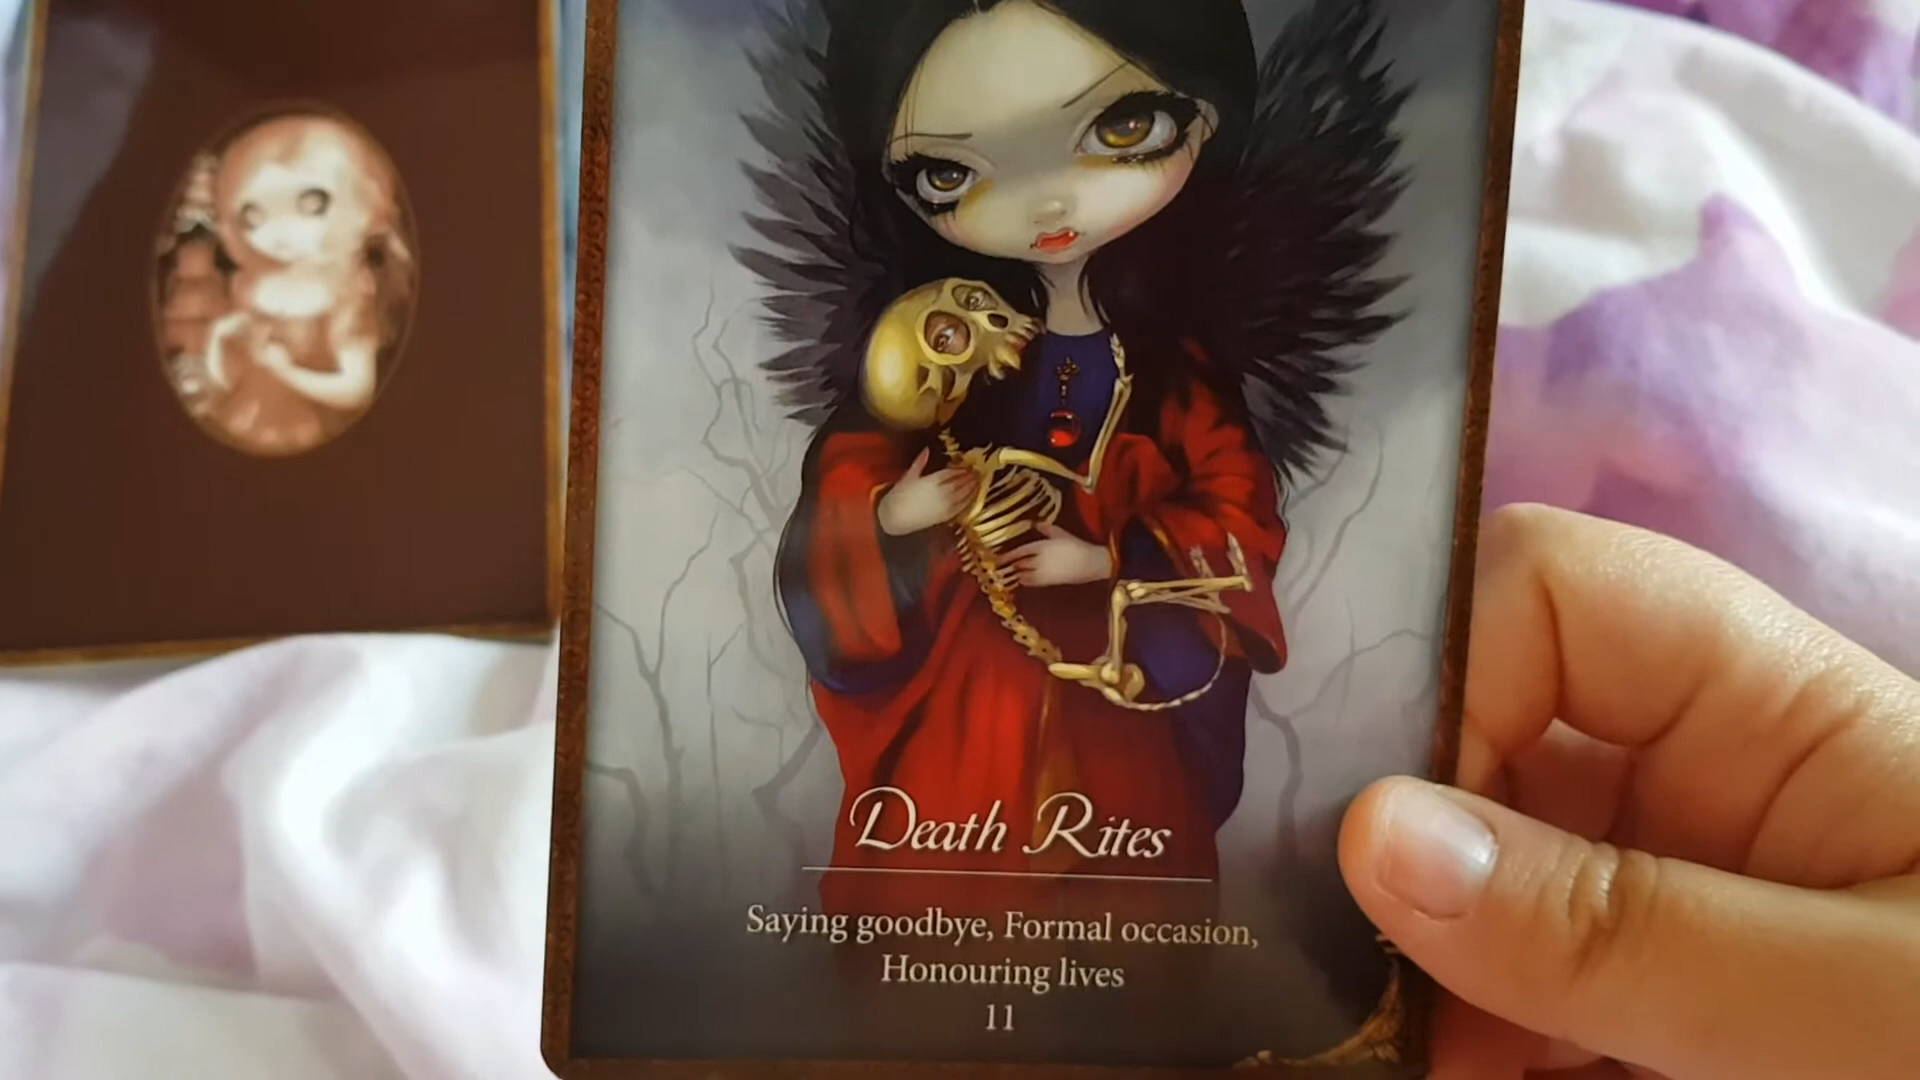 Death Rites
Saying goodbye, Formal occasion,
Honouring lives
11